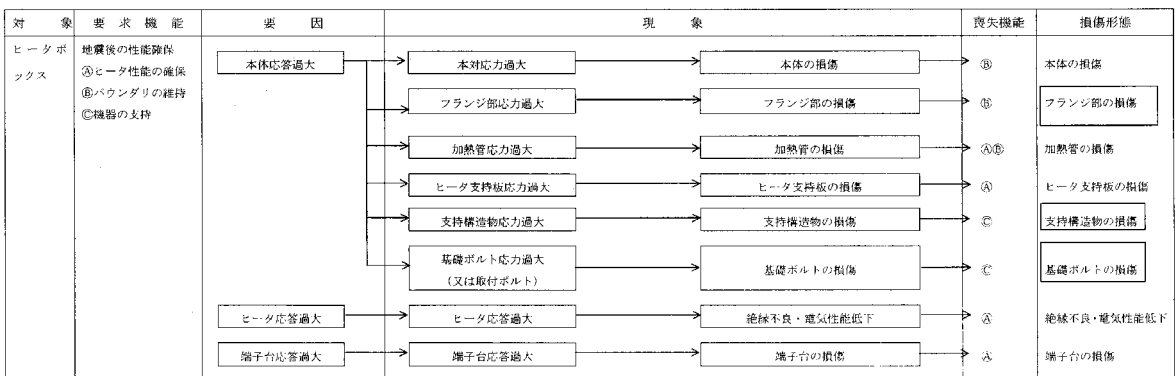 対象 要求機能 要因 現象 喪失機能 損傷形態
ヒータボ
ックス
地震後の性能確保
Ⓐヒータ性能の確保
Ⓑバウンダリの維持
Ⓒ機器の支持
本体応答過大 本対応力過大 本体の損傷 Ⓑ 本体の損傷
フランジ部応力過大 フランジ部の損傷 Ⓑ フランジ部の損傷
加熱管応力過大 加熱管の損傷 ⒶⒷ 加熱管の損傷
ヒータ支持板応力過大 ヒータ支持板の損傷 Ⓐ ヒータ支持板の損傷
支持構造物応力過大 支持構造物の損傷 Ⓒ 支持構造物の損傷
基礎ボルト応力過大
(又は取付ボルト)
基礎ボルトの損傷 Ⓒ 基礎ボルトの損傷
ヒータ応答過大 ヒータ応答過大 絶縁不良・電気性能低下 Ⓐ 絶縁不良・電気性能低下
端子台応答過大 端子台応答過大 端子台の損傷 Ⓐ 端子台の損傷